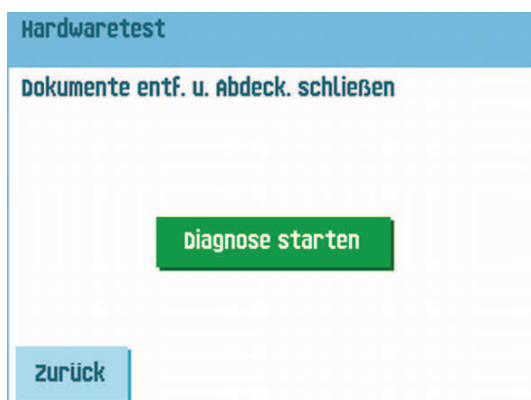 Hardwaretest
Dokumente entf. u. Abdeck. schließen
Diagnose starten
Zurück